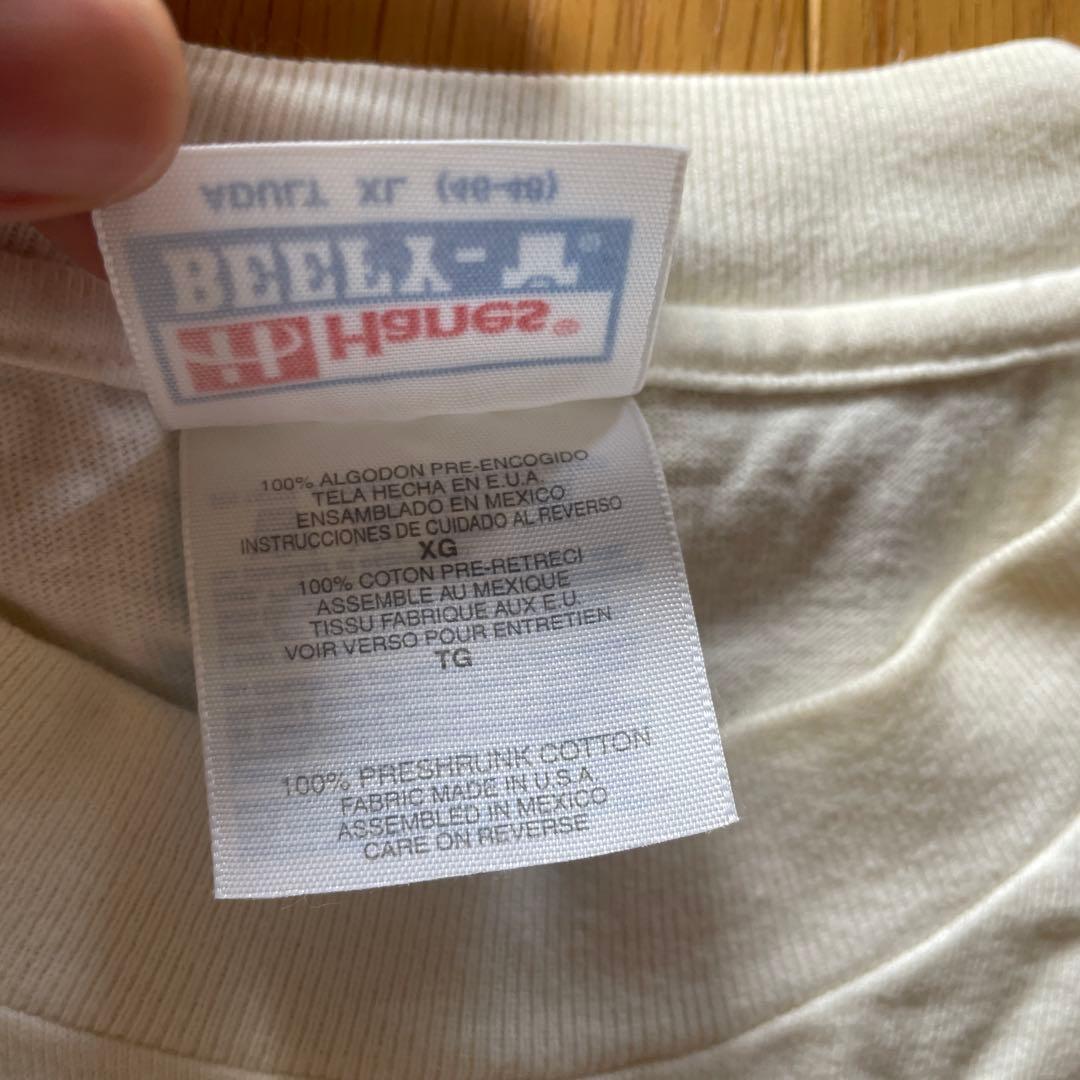 Hanes®
BEEFY-T®
ADULT XL (46-48)
100% ALGODON PRE-ENCOGIDO
TELA HECHA EN E.U.A.
ENSAMBLADO EN MEXICO
INSTRUCCIONES DE CUIDADO AL REVERSO
XG
100% COTON PRE-RETRECI
ASSEMBLE AU MEXIQUE
TISSU FABRIQUE AUX E.U.
VOIR VERSO POUR ENTRETIEN
TG
100% PRESHRUNK COTTON
FABRIC MADE IN U.S.A
ASSEMBLED IN MEXICO
CARE ON REVERSE